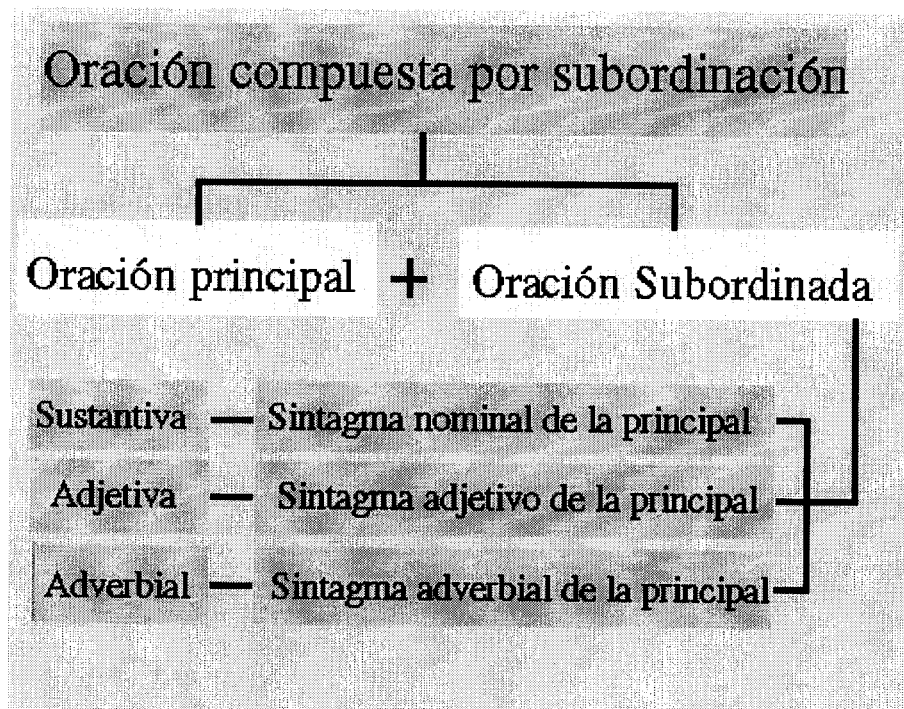 Oración compuesta por subordinación
Oración principal + Oración Subordinada
Sustantiva — Sintagma nominal de la principal
Adjetiva — Sintagma adjetivo de la principal
Adverbial — Sintagma adverbial de la principal